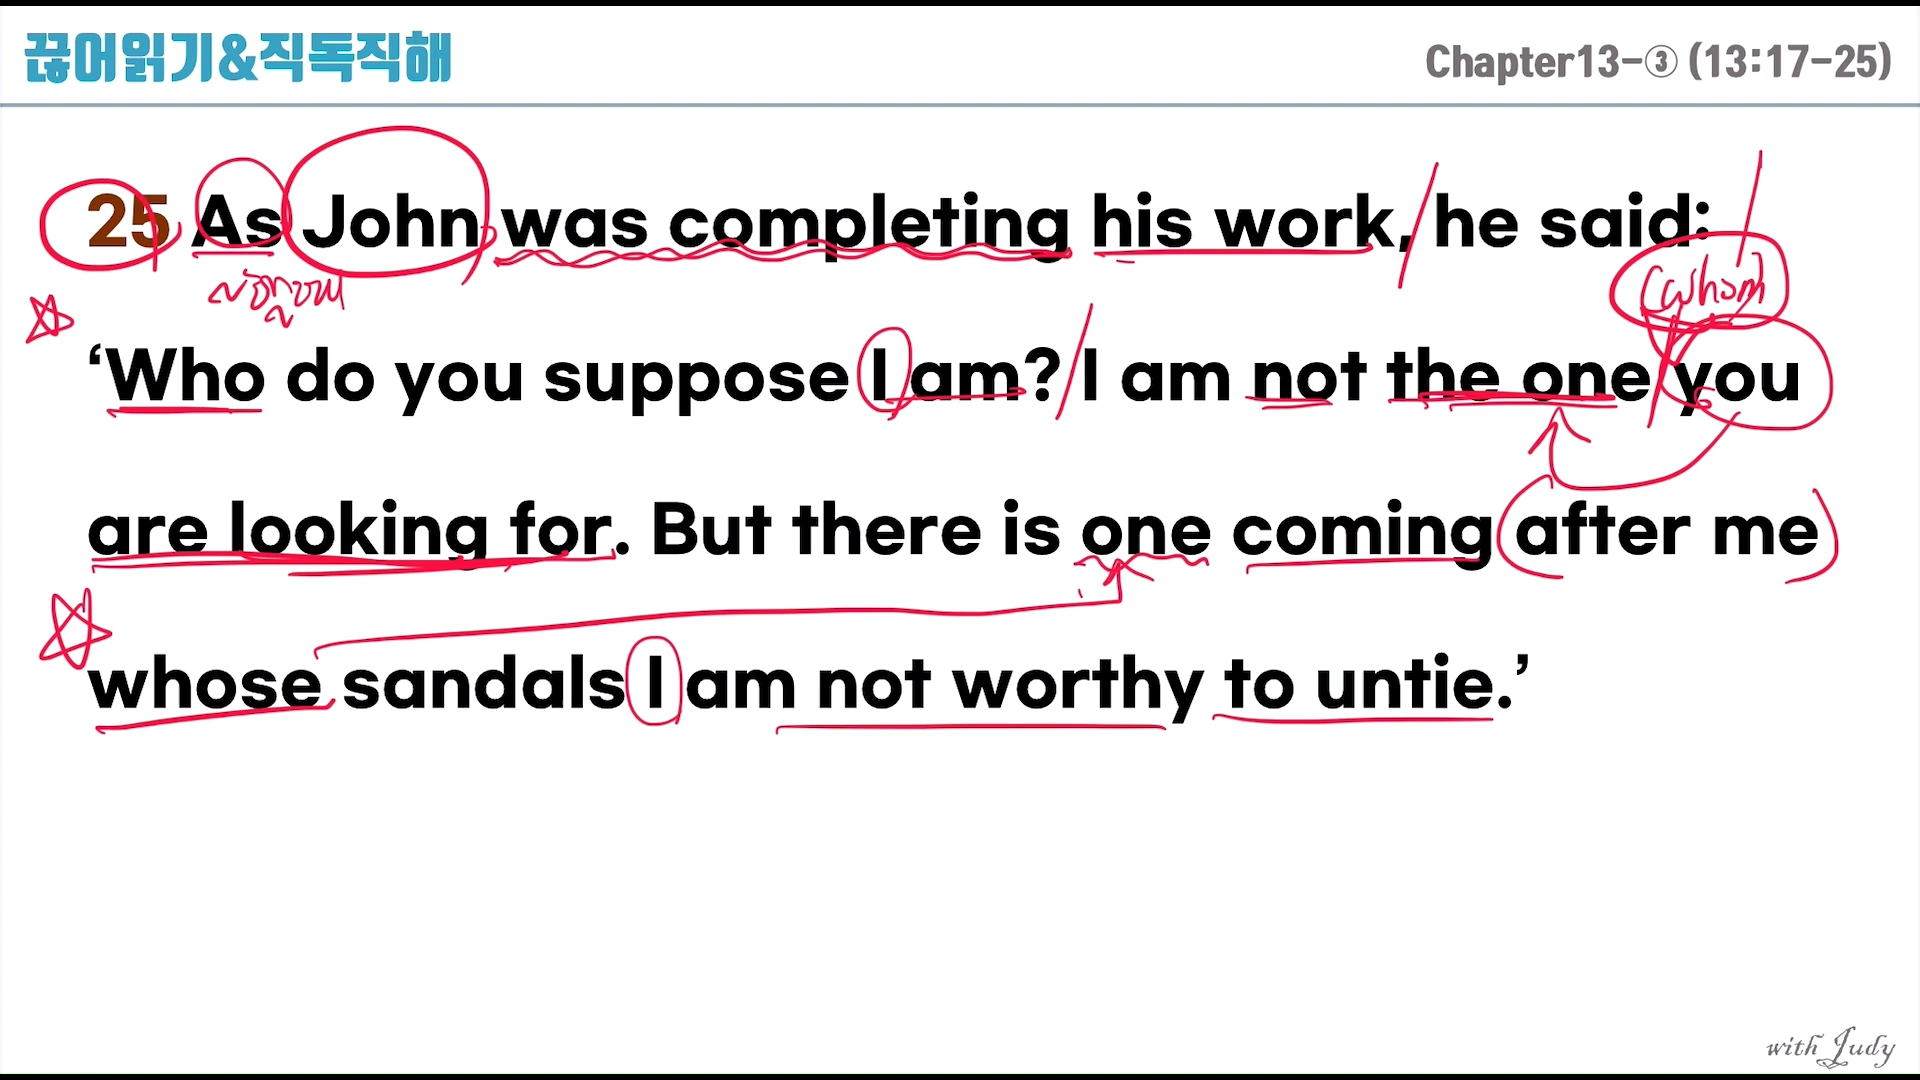 끊어읽기&직독직해
Chapter13-③ (13:17-25)
25 As John was completing his work, he said:
(whom)
‘Who do you suppose I am? I am not the one you
are looking for. But there is one coming after me
whose sandals I am not worthy to untie.’
with Judy